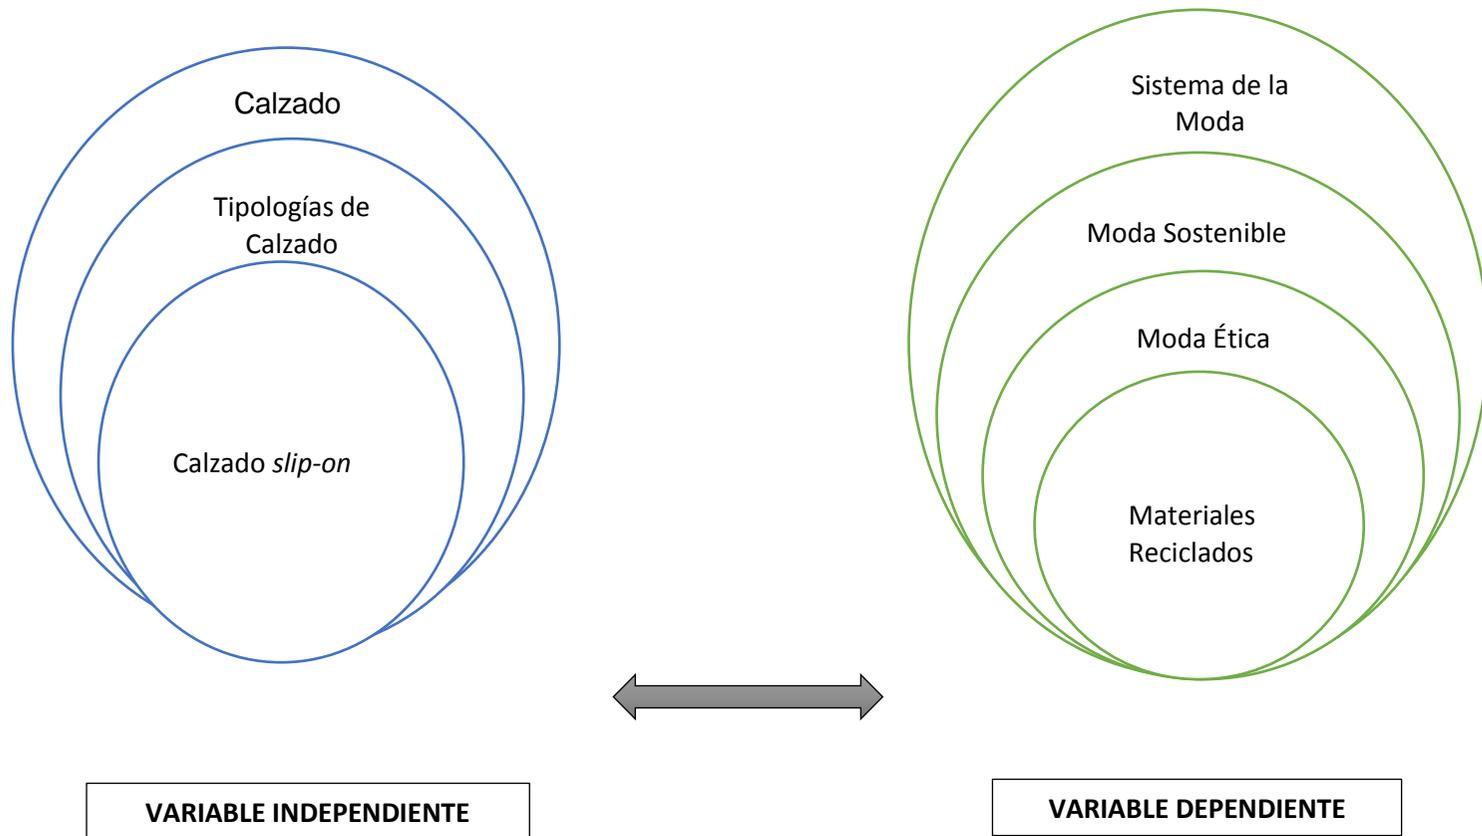 Calzado
Tipologías de
Calzado
Calzado slip-on
VARIABLE INDEPENDIENTE
Sistema de la
Moda
Moda Sostenible
Moda Ética
Materiales
Reciclados
VARIABLE DEPENDIENTE